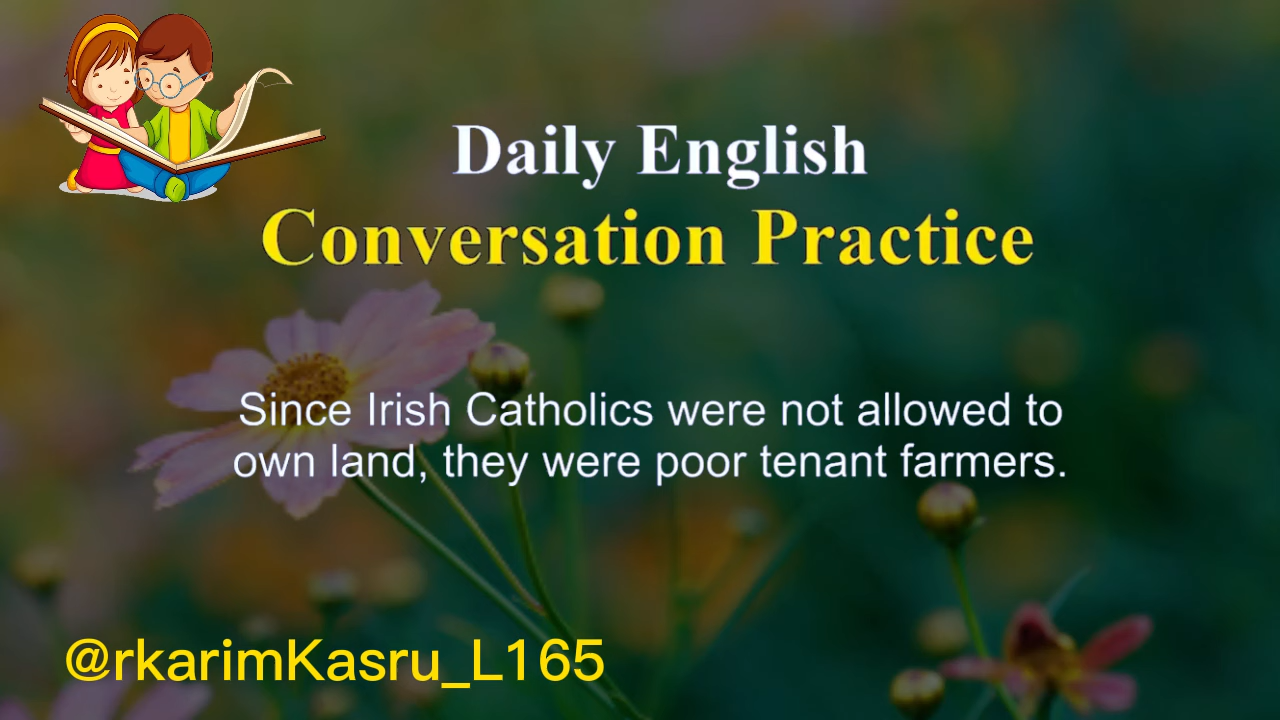 Daily English
Conversation Practice
Since Irish Catholics were not allowed to
own land, they were poor tenant farmers.
@rkarimKasru_L165